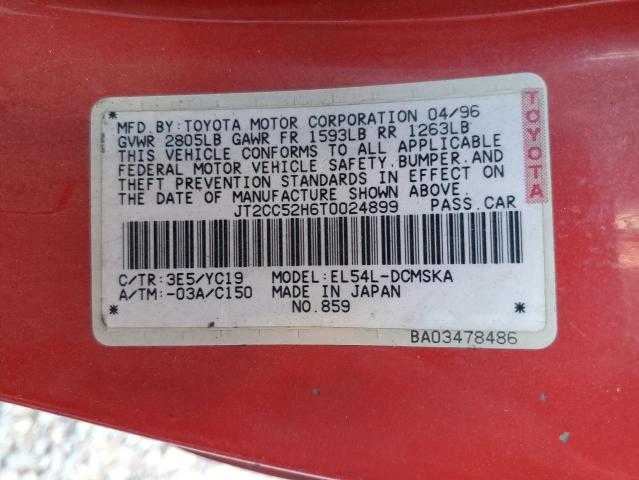 MFD.BY:TOYOTA MOTOR CORPORATION 04/96
GVWR 2805LB GAWR FR 1593LB RR 1263LB
THIS VEHICLE CONFORMS TO ALL APPLICABLE
FEDERAL MOTOR VEHICLE SAFETY.BUMPER.AND
THEFT PREVENTION STANDARDS IN EFFECT ON
THE DATE OF MANUFACTURE SHOWN ABOVE.
JT2CC52H6T0024899 PASS.CAR
C/TR:3E5/YC19 MODEL:EL54L-DCMSKA
A/TM:-03A/C150 MADE IN JAPAN
* NO.859 *
BA03478486
TOYOTA